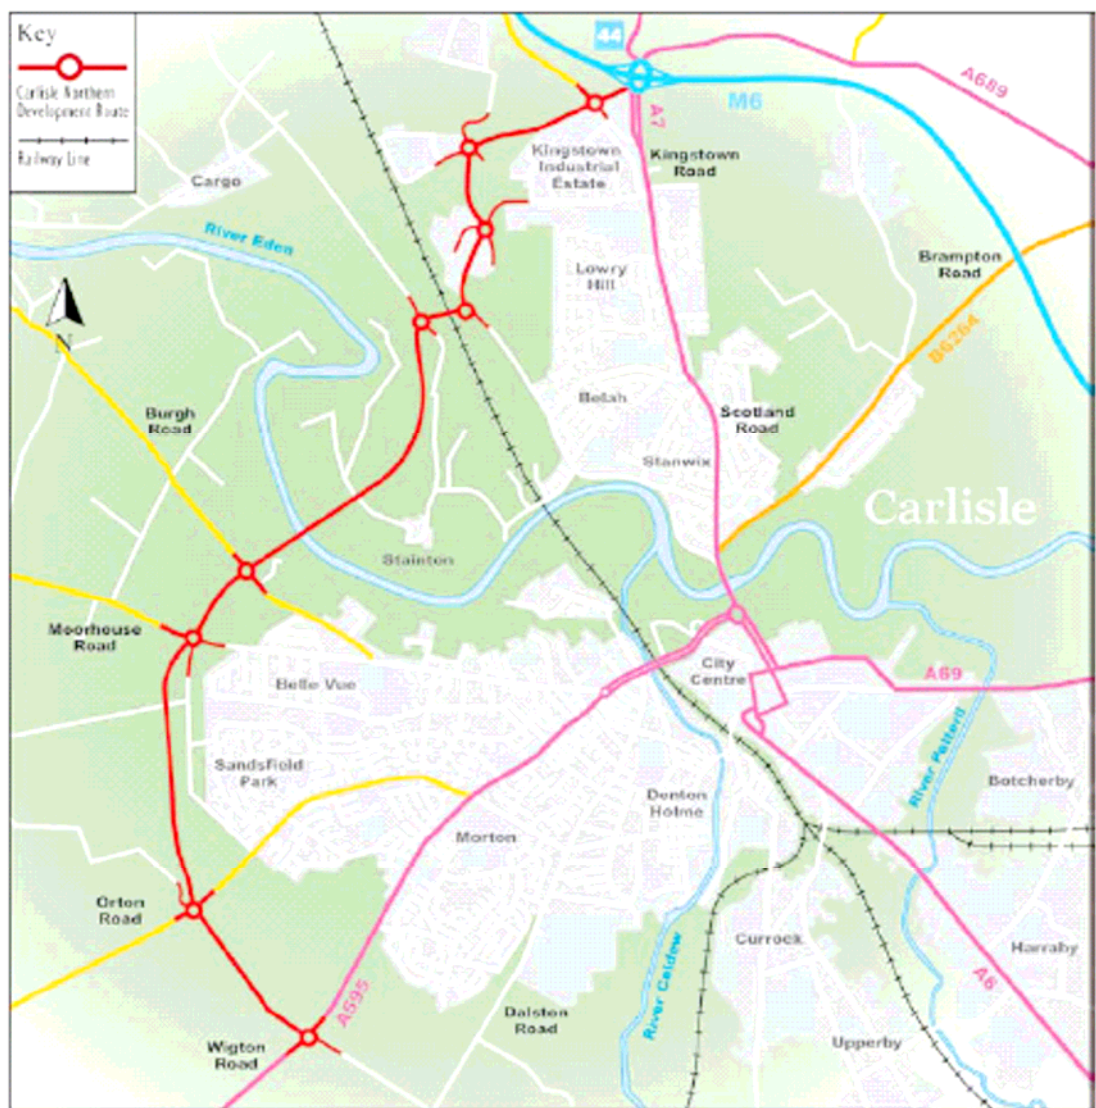 Key
Carlisle Northern
Development Route
Railway Line
44
M6
A689
A7
Kingstown
Road
Kingstown
Industrial
Estate
Cargo
River Eden
Lowry
Hill
Brampton
Road
B6264
N
Burgh
Road
Belah
Scotland
Road
Stanwix
Carlisle
Stainton
Moorhouse
Road
Belle Vue
City
Centre
A69
Sandsfield
Park
River Petteril
Botcherby
Denton
Holme
Morton
Orton
Road
Currock
Harraby
A6
A595
River Caldew
Dalston
Road
Wigton
Road
Upperby